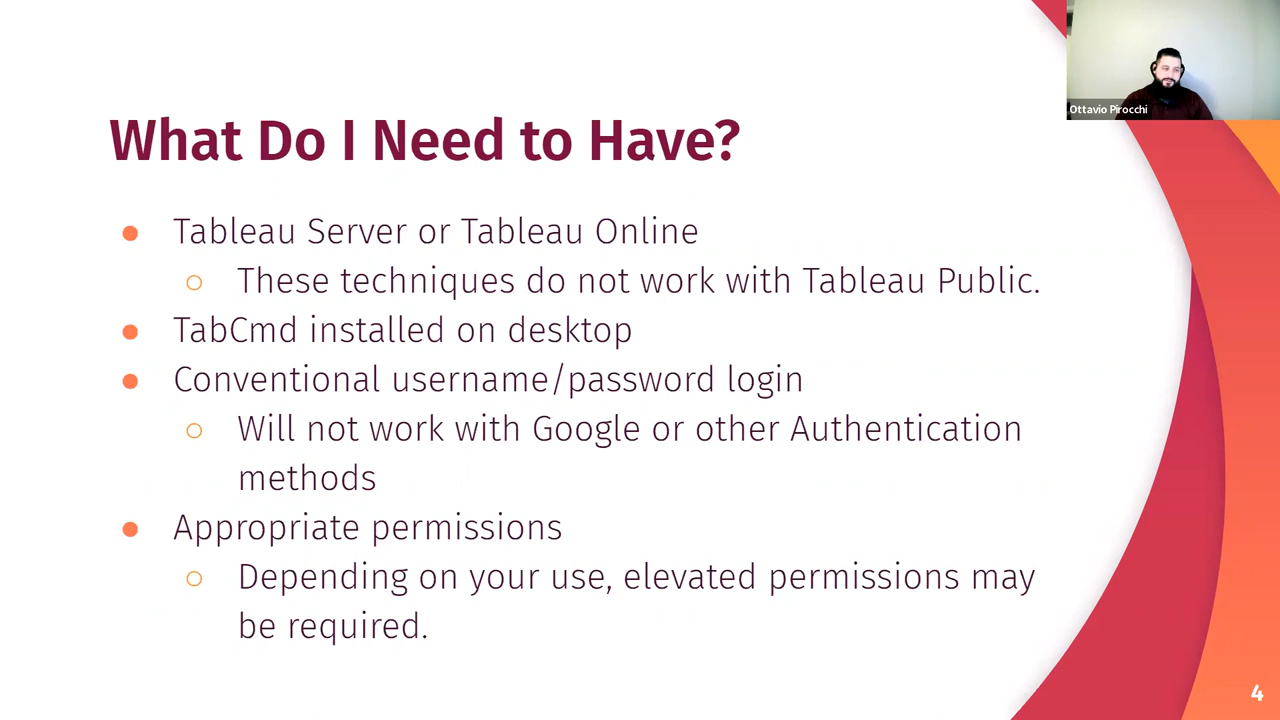 Ottavio Pirocchi
What Do I Need to Have?
● Tableau Server or Tableau Online
○ These techniques do not work with Tableau Public.
● TabCmd installed on desktop
● Conventional username/password login
○ Will not work with Google or other Authentication
methods
● Appropriate permissions
○ Depending on your use, elevated permissions may
be required.
4